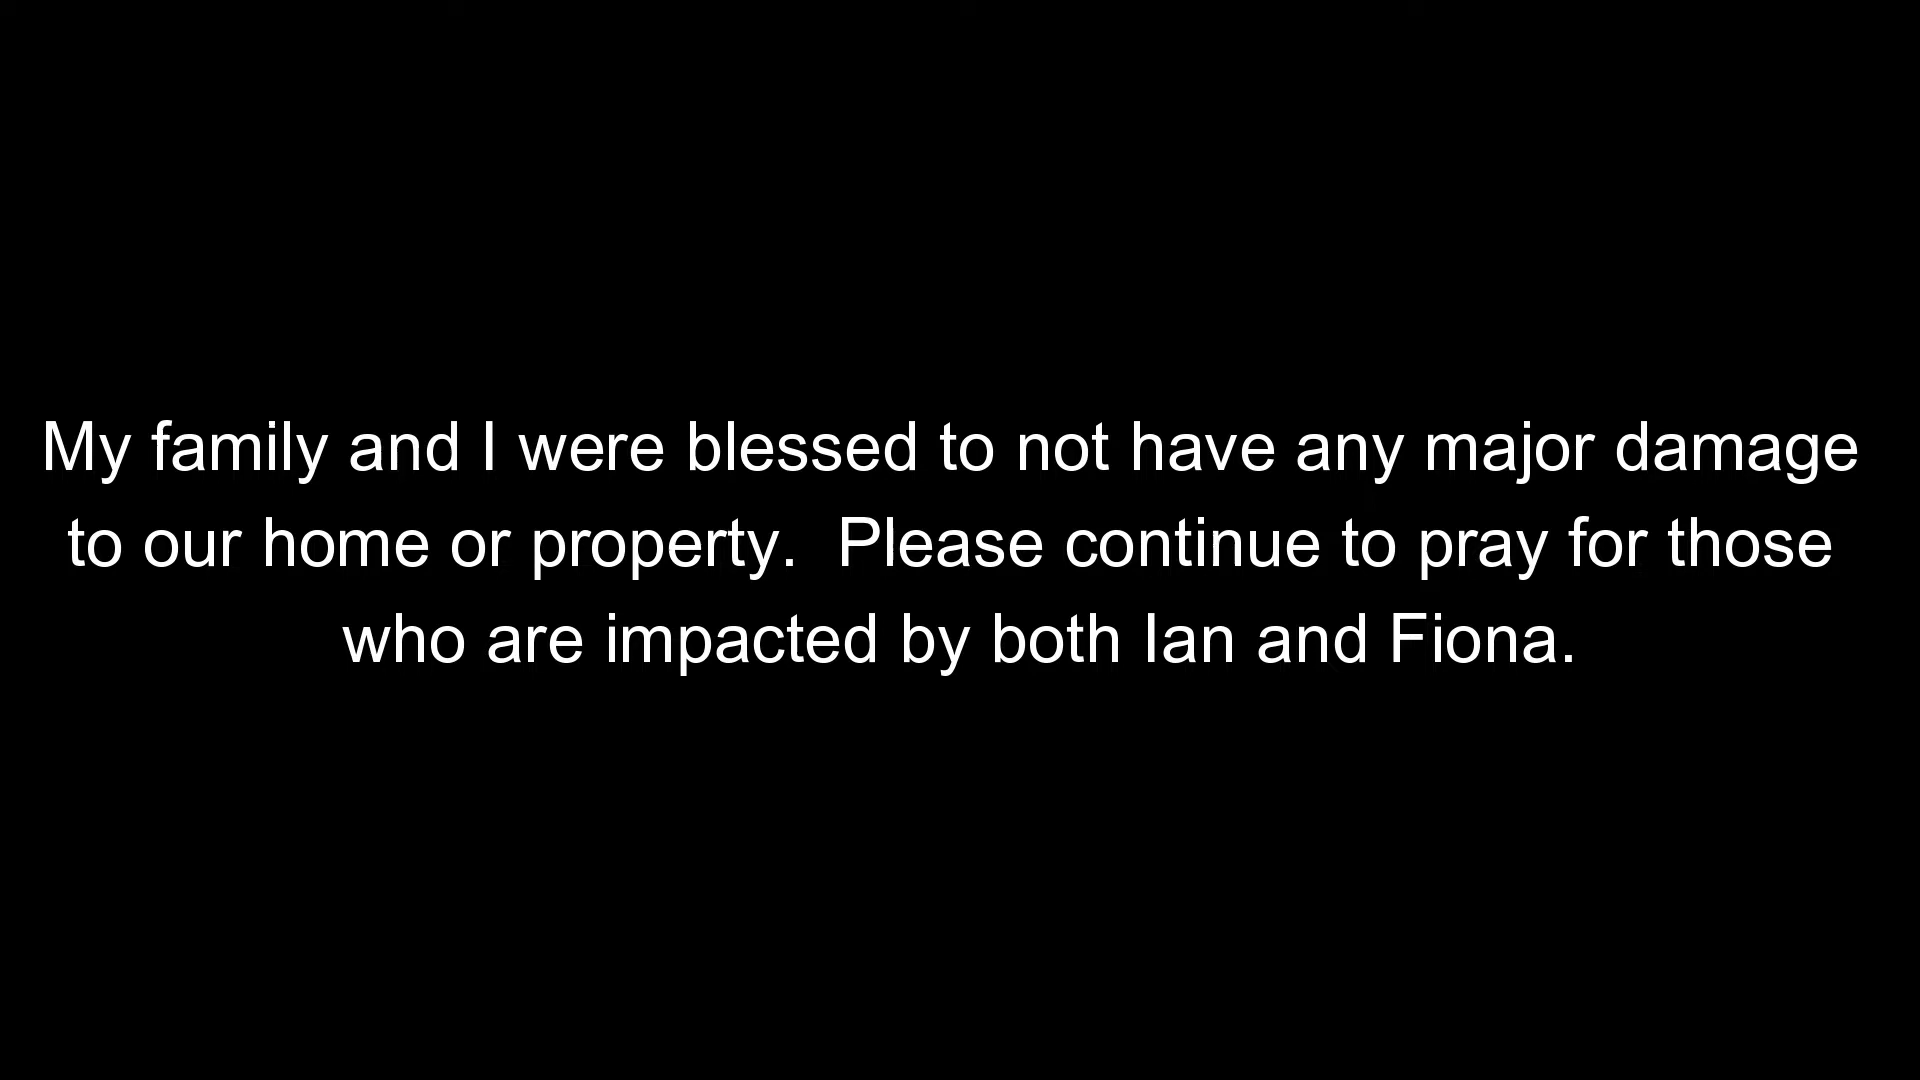 My family and I were blessed to not have any major damage
to our home or property.  Please continue to pray for those
who are impacted by both Ian and Fiona.